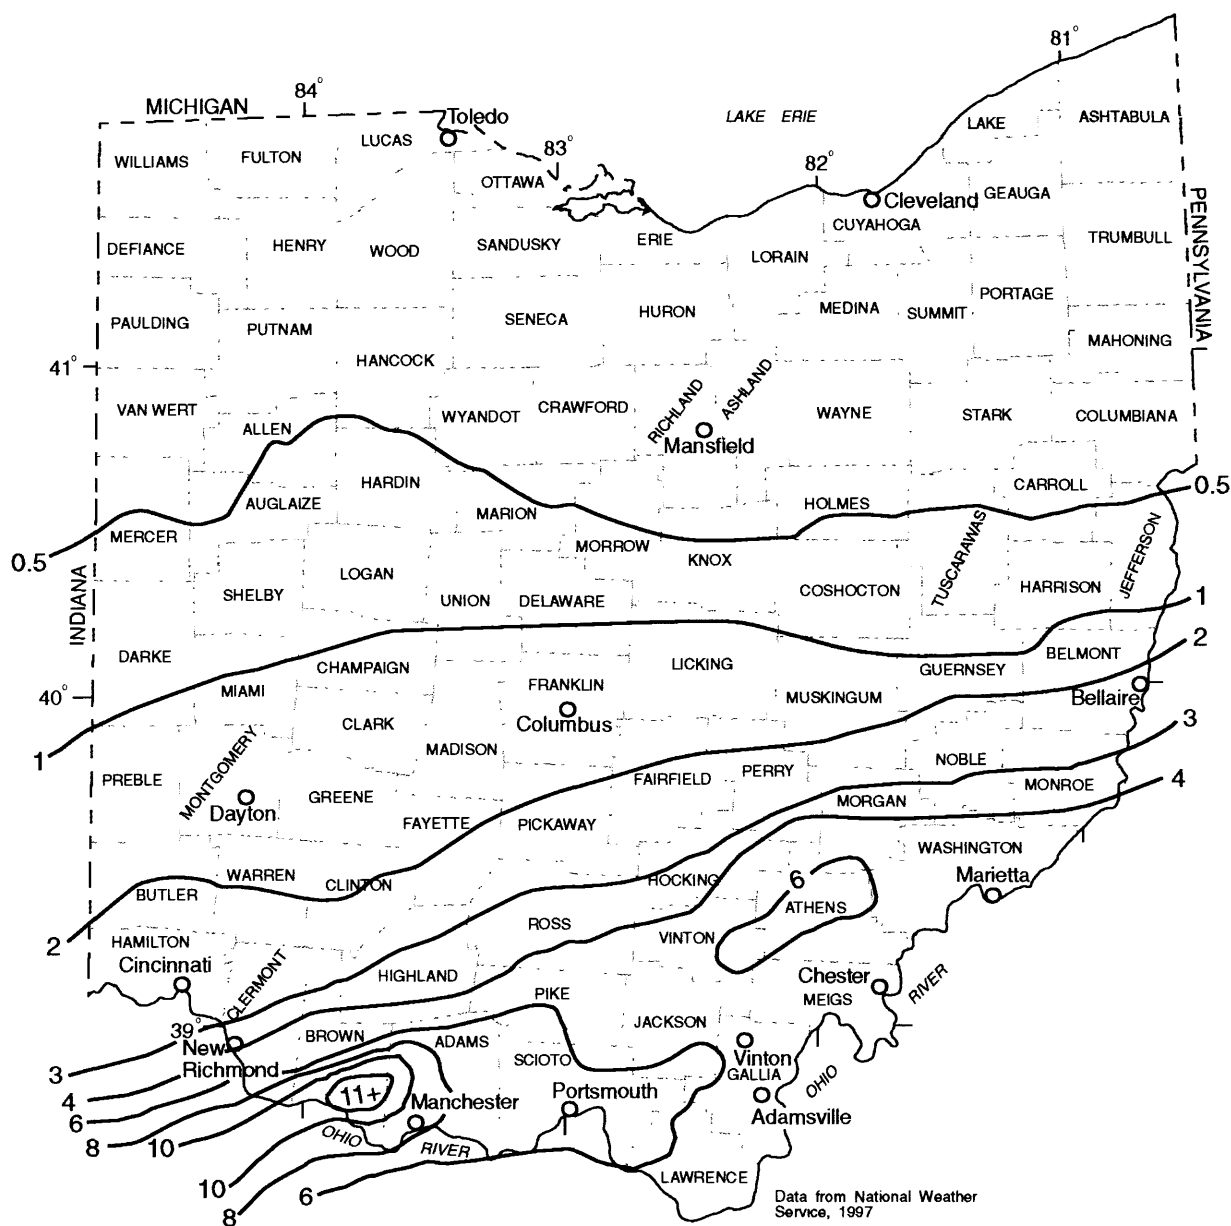 81°
84°
MICHIGAN
Toledo
LAKE ERIE
LAKE
ASHTABULA
LUCAS
83°
82°
WILLIAMS
FULTON
OTTAWA
Cleveland
GEAUGA
CUYAHOGA
PENNSYLVANIA
DEFIANCE
HENRY
WOOD
SANDUSKY
ERIE
LORAIN
TRUMBULL
PAULDING
PUTNAM
SENECA
HURON
MEDINA
SUMMIT
PORTAGE
MAHONING
41°
HANCOCK
VAN WERT
ALLEN
WYANDOT
CRAWFORD
RICHLAND
ASHLAND
Mansfield
WAYNE
STARK
COLUMBIANA
HARDIN
CARROLL
0.5
AUGLAIZE
MARION
HOLMES
MERCER
MORROW
KNOX
TUSCARAWAS
JEFFERSON
0.5
INDIANA
LOGAN
SHELBY
UNION
DELAWARE
COSHOCTON
HARRISON
1
2
DARKE
CHAMPAIGN
LICKING
GUERNSEY
BELMONT
40°
MIAMI
FRANKLIN
MUSKINGUM
Bellaire
Columbus
CLARK
3
1
MADISON
MONTGOMERY
PREBLE
FAIRFIELD
PERRY
NOBLE
4
GREENE
MORGAN
MONROE
Dayton
FAYETTE
PICKAWAY
WASHINGTON
WARREN
BUTLER
CLINTON
HOCKING
6
Marietta
ATHENS
2
HAMILTON
ROSS
VINTON
Cincinnati
CLERMONT
HIGHLAND
Chester
RIVER
PIKE
MEIGS
39°
JACKSON
BROWN
ADAMS
New
Richmond
SCIOTO
Vinton
GALLIA
OHIO
3
4
6
8
10
11+
Manchester
Portsmouth
Adamsville
OHIO
RIVER
10
8
6
LAWRENCE
Data from National Weather
Service, 1997